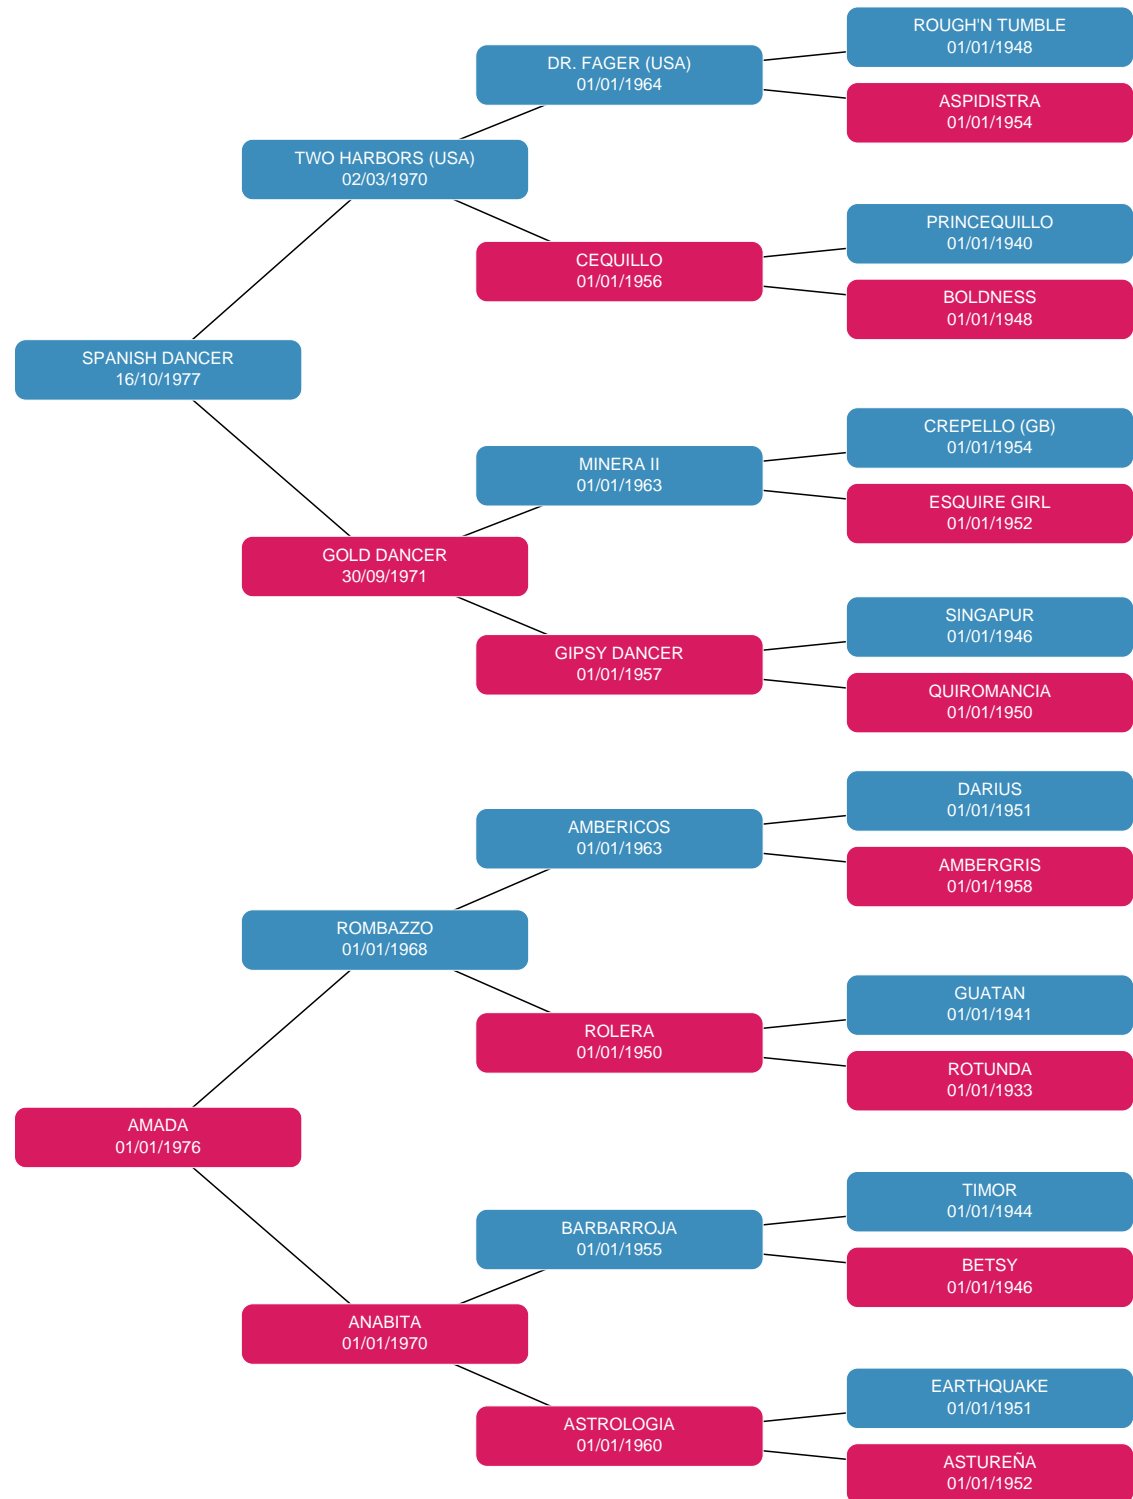 ROUGH'N TUMBLE
01/01/1948
DR. FAGER (USA)
01/01/1964
ASPIDISTRA
01/01/1954
TWO HARBORS (USA)
02/03/1970
PRINCEQUILLO
01/01/1940
CEQUILLO
01/01/1956
BOLDNESS
01/01/1948
SPANISH DANCER
16/10/1977
CREPELLO (GB)
01/01/1954
MINERA II
01/01/1963
ESQUIRE GIRL
01/01/1952
GOLD DANCER
30/09/1971
SINGAPUR
01/01/1946
GIPSY DANCER
01/01/1957
QUIROMANCIA
01/01/1950
DARIUS
01/01/1951
AMBERICOS
01/01/1963
AMBERGRIS
01/01/1958
ROMBAZZO
01/01/1968
GUATAN
01/01/1941
ROLERA
01/01/1950
ROTUNDA
01/01/1933
AMADA
01/01/1976
TIMOR
01/01/1944
BARBARROJA
01/01/1955
BETSY
01/01/1946
ANABITA
01/01/1970
EARTHQUAKE
01/01/1951
ASTROLOGIA
01/01/1960
ASTUREÑA
01/01/1952